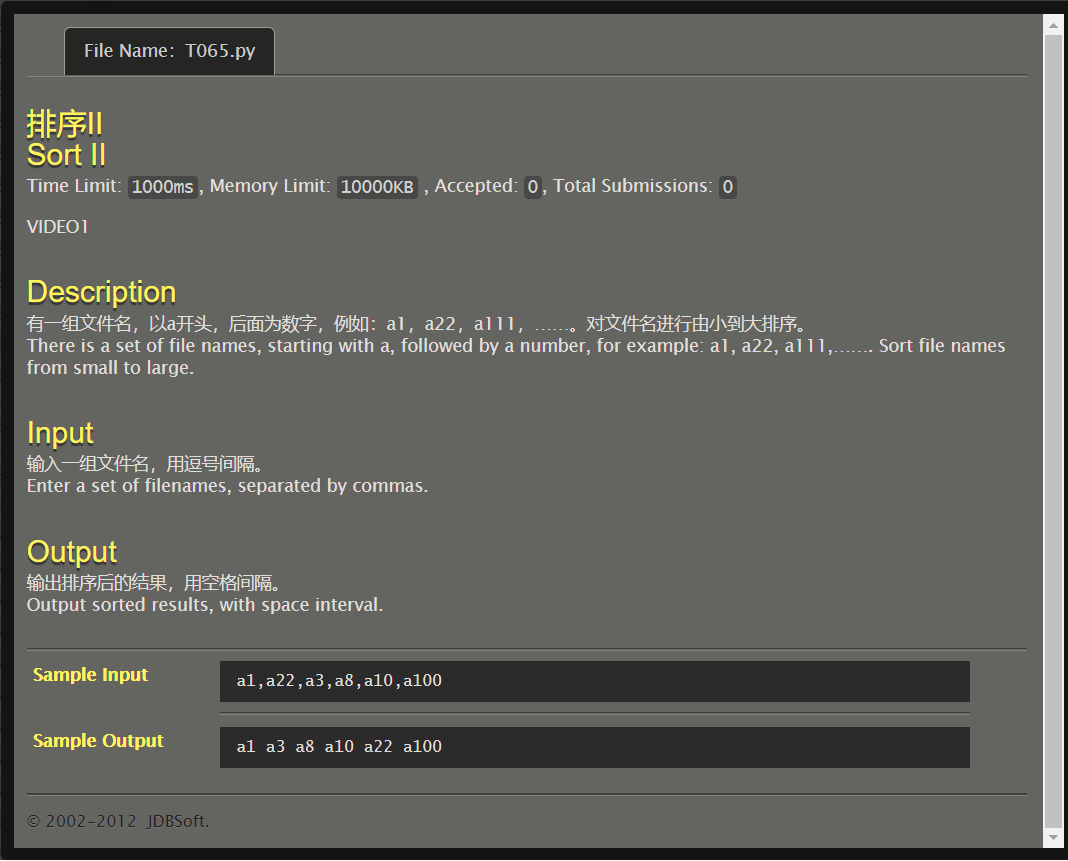 File Name: T065.py
排序II
Sort II
Time Limit: 1000ms, Memory Limit: 10000KB , Accepted: 0, Total Submissions: 0
VIDEO1
Description
有一组文件名，以a开头，后面为数字，例如：a1，a22，a111，……。对文件名进行由小到大排序。
There is a set of file names, starting with a, followed by a number, for example: a1, a22, a111,……. Sort file names
from small to large.
Input
输入一组文件名，用逗号间隔。
Enter a set of filenames, separated by commas.
Output
输出排序后的结果，用空格间隔。
Output sorted results, with space interval.
Sample Input
a1,a22,a3,a8,a10,a100
Sample Output
a1 a3 a8 a10 a22 a100
© 2002-2012 JDBSoft.